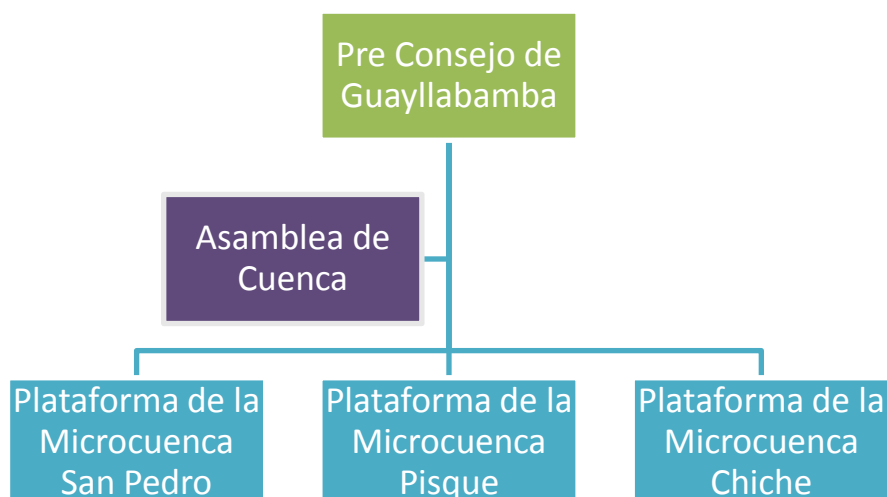 Pre Consejo de
Guayllabamba
Asamblea de
Cuenca
Plataforma de la
Microcuenca
San Pedro
Plataforma de la
Microcuenca
Pisque
Plataforma de la
Microcuenca
Chiche